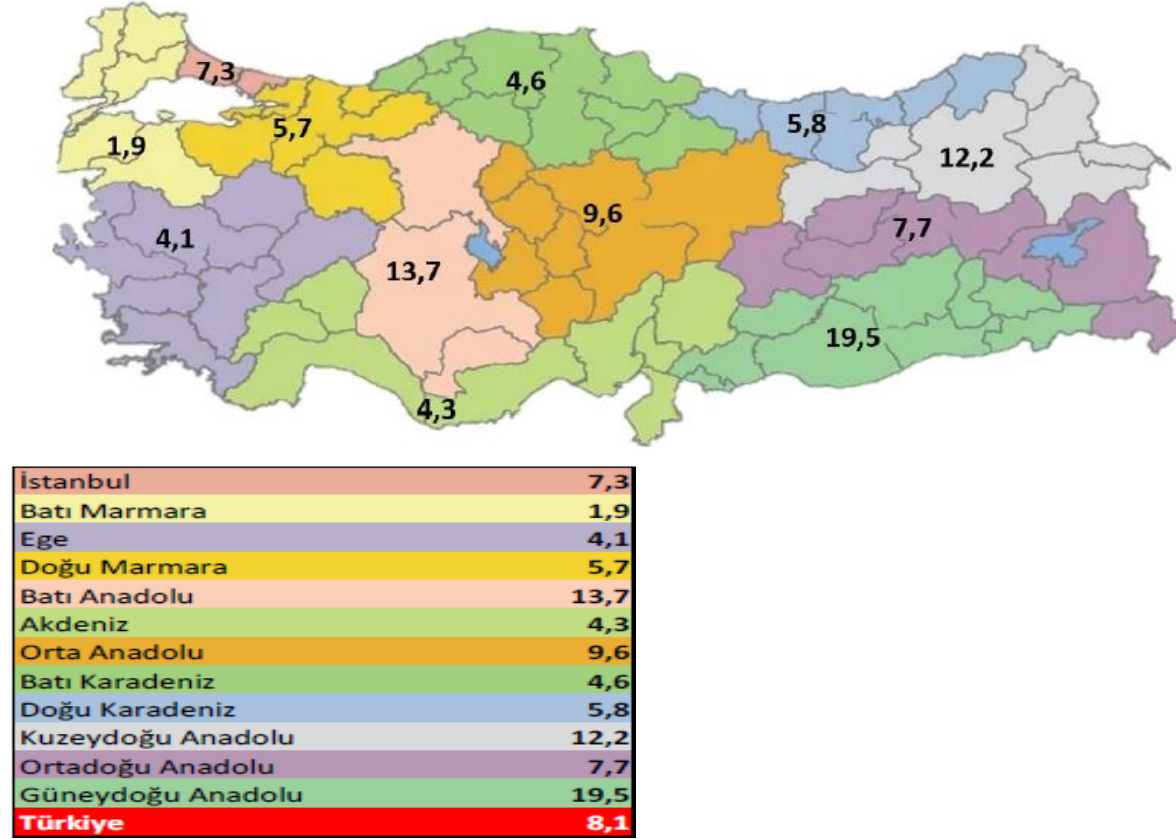 7,3
4,6
5,7
5,8
1,9
12,2
9,6
7,7
4,1
13,7
19,5
4,3
İstanbul 7,3
Batı Marmara 1,9
Ege 4,1
Doğu Marmara 5,7
Batı Anadolu 13,7
Akdeniz 4,3
Orta Anadolu 9,6
Batı Karadeniz 4,6
Doğu Karadeniz 5,8
Kuzeydoğu Anadolu 12,2
Ortadoğu Anadolu 7,7
Güneydoğu Anadolu 19,5
Türkiye 8,1